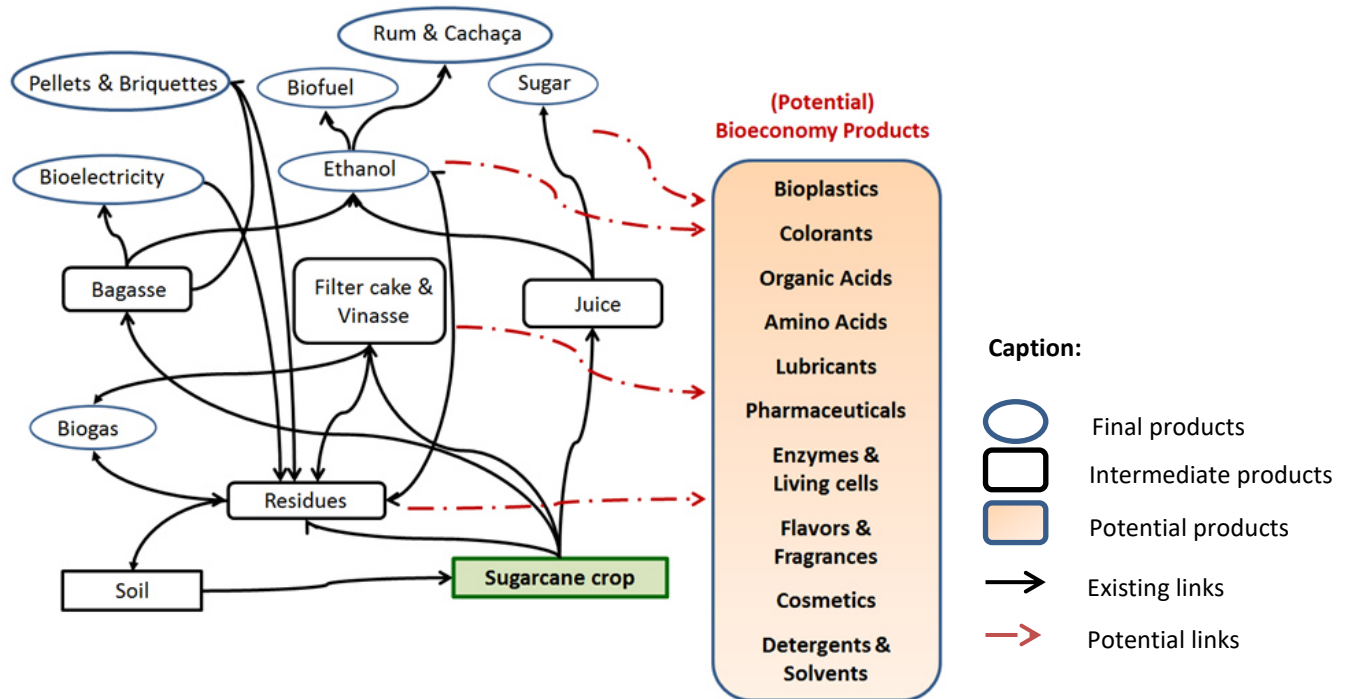 Rum & Cachaça
Pellets & Briquettes
Biofuel
Sugar
(Potential)
Bioeconomy Products
Bioelectricity
Ethanol
Bioplastics
Colorants
Organic Acids
Amino Acids
Lubricants
Pharmaceuticals
Enzymes &
Living cells
Flavors &
Fragrances
Cosmetics
Detergents &
Solvents
Bagasse
Filter cake &
Vinasse
Juice
Biogas
Residues
Soil
Sugarcane crop
Caption:
Final products
Intermediate products
Potential products
Existing links
Potential links